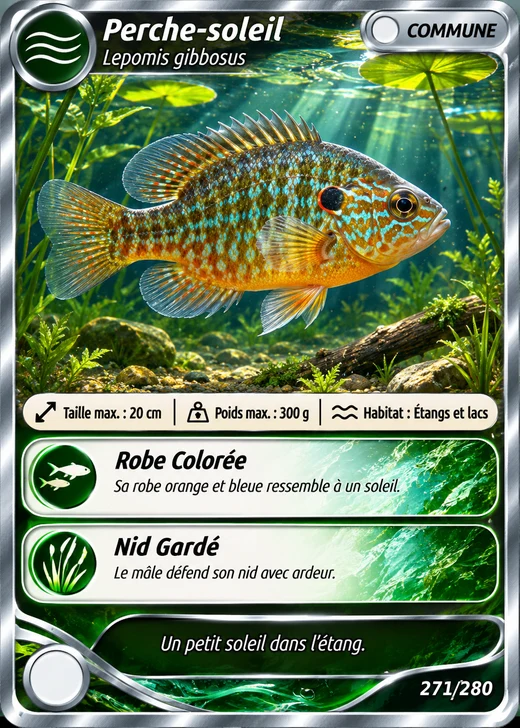 Perche-soleil
Lepomis gibbosus
COMMUNE
Taille max. : 20 cm
Poids max. : 300 g
Habitat : Étangs et lacs
Robe Colorée
Sa robe orange et bleue ressemble à un soleil.
Nid Gardé
Le mâle défend son nid avec ardeur.
Un petit soleil dans l'étang.
271/280